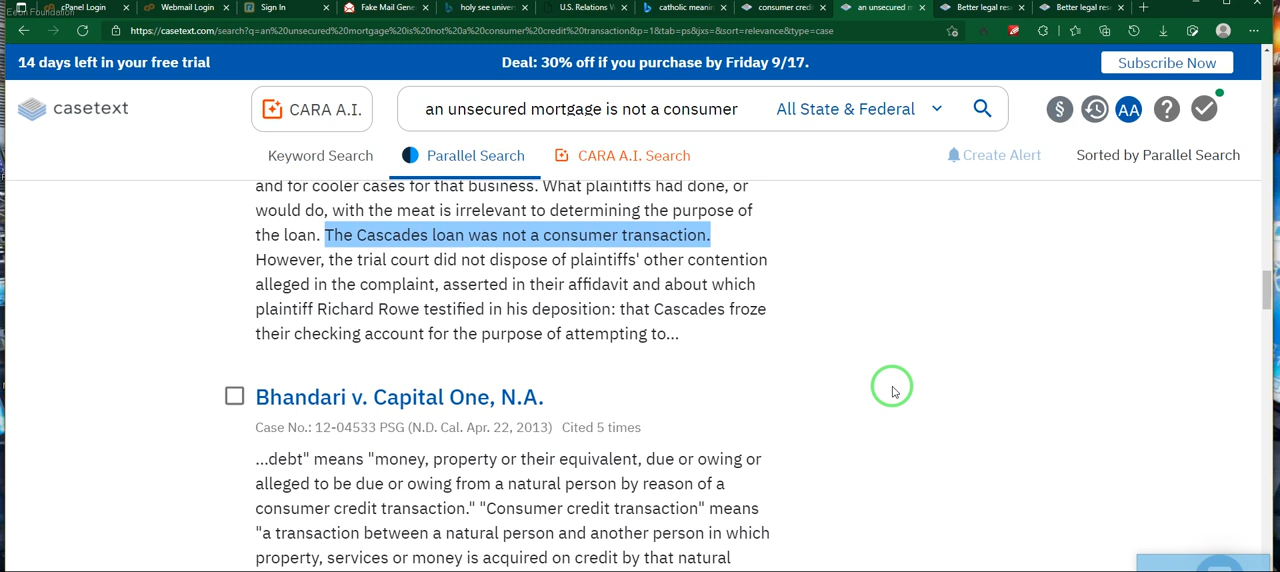 Eeon Foundation
cPanel Login
Webmail Login
Sign In
Fake Mail Gene
holy see univer
U.S. Relations W
catholic meanin
consumer credi
an unsecured m
Better legal rese
Better legal rese
https://casetext.com/search?q=an%20unsecured%20mortgage%20is%20not%20a%20consumer%20credit%20transaction&p=1&tab=ps&jxs=&sort=relevance&type=case
14 days left in your free trial
Deal: 30% off if you purchase by Friday 9/17.
Subscribe Now
casetext
CARA A.I.
an unsecured mortgage is not a consumer
All State & Federal
§
AA
?
Keyword Search
Parallel Search
CARA A.I. Search
Create Alert
Sorted by Parallel Search
and for cooler cases for that business. What plaintiffs had done, or
would do, with the meat is irrelevant to determining the purpose of
the loan. The Cascades loan was not a consumer transaction.
However, the trial court did not dispose of plaintiffs' other contention
alleged in the complaint, asserted in their affidavit and about which
plaintiff Richard Rowe testified in his deposition: that Cascades froze
their checking account for the purpose of attempting to...
Bhandari v. Capital One, N.A.
Case No.: 12-04533 PSG (N.D. Cal. Apr. 22, 2013) Cited 5 times
...debt" means "money, property or their equivalent, due or owing or
alleged to be due or owing from a natural person by reason of a
consumer credit transaction." "Consumer credit transaction" means
"a transaction between a natural person and another person in which
property, services or money is acquired on credit by that natural